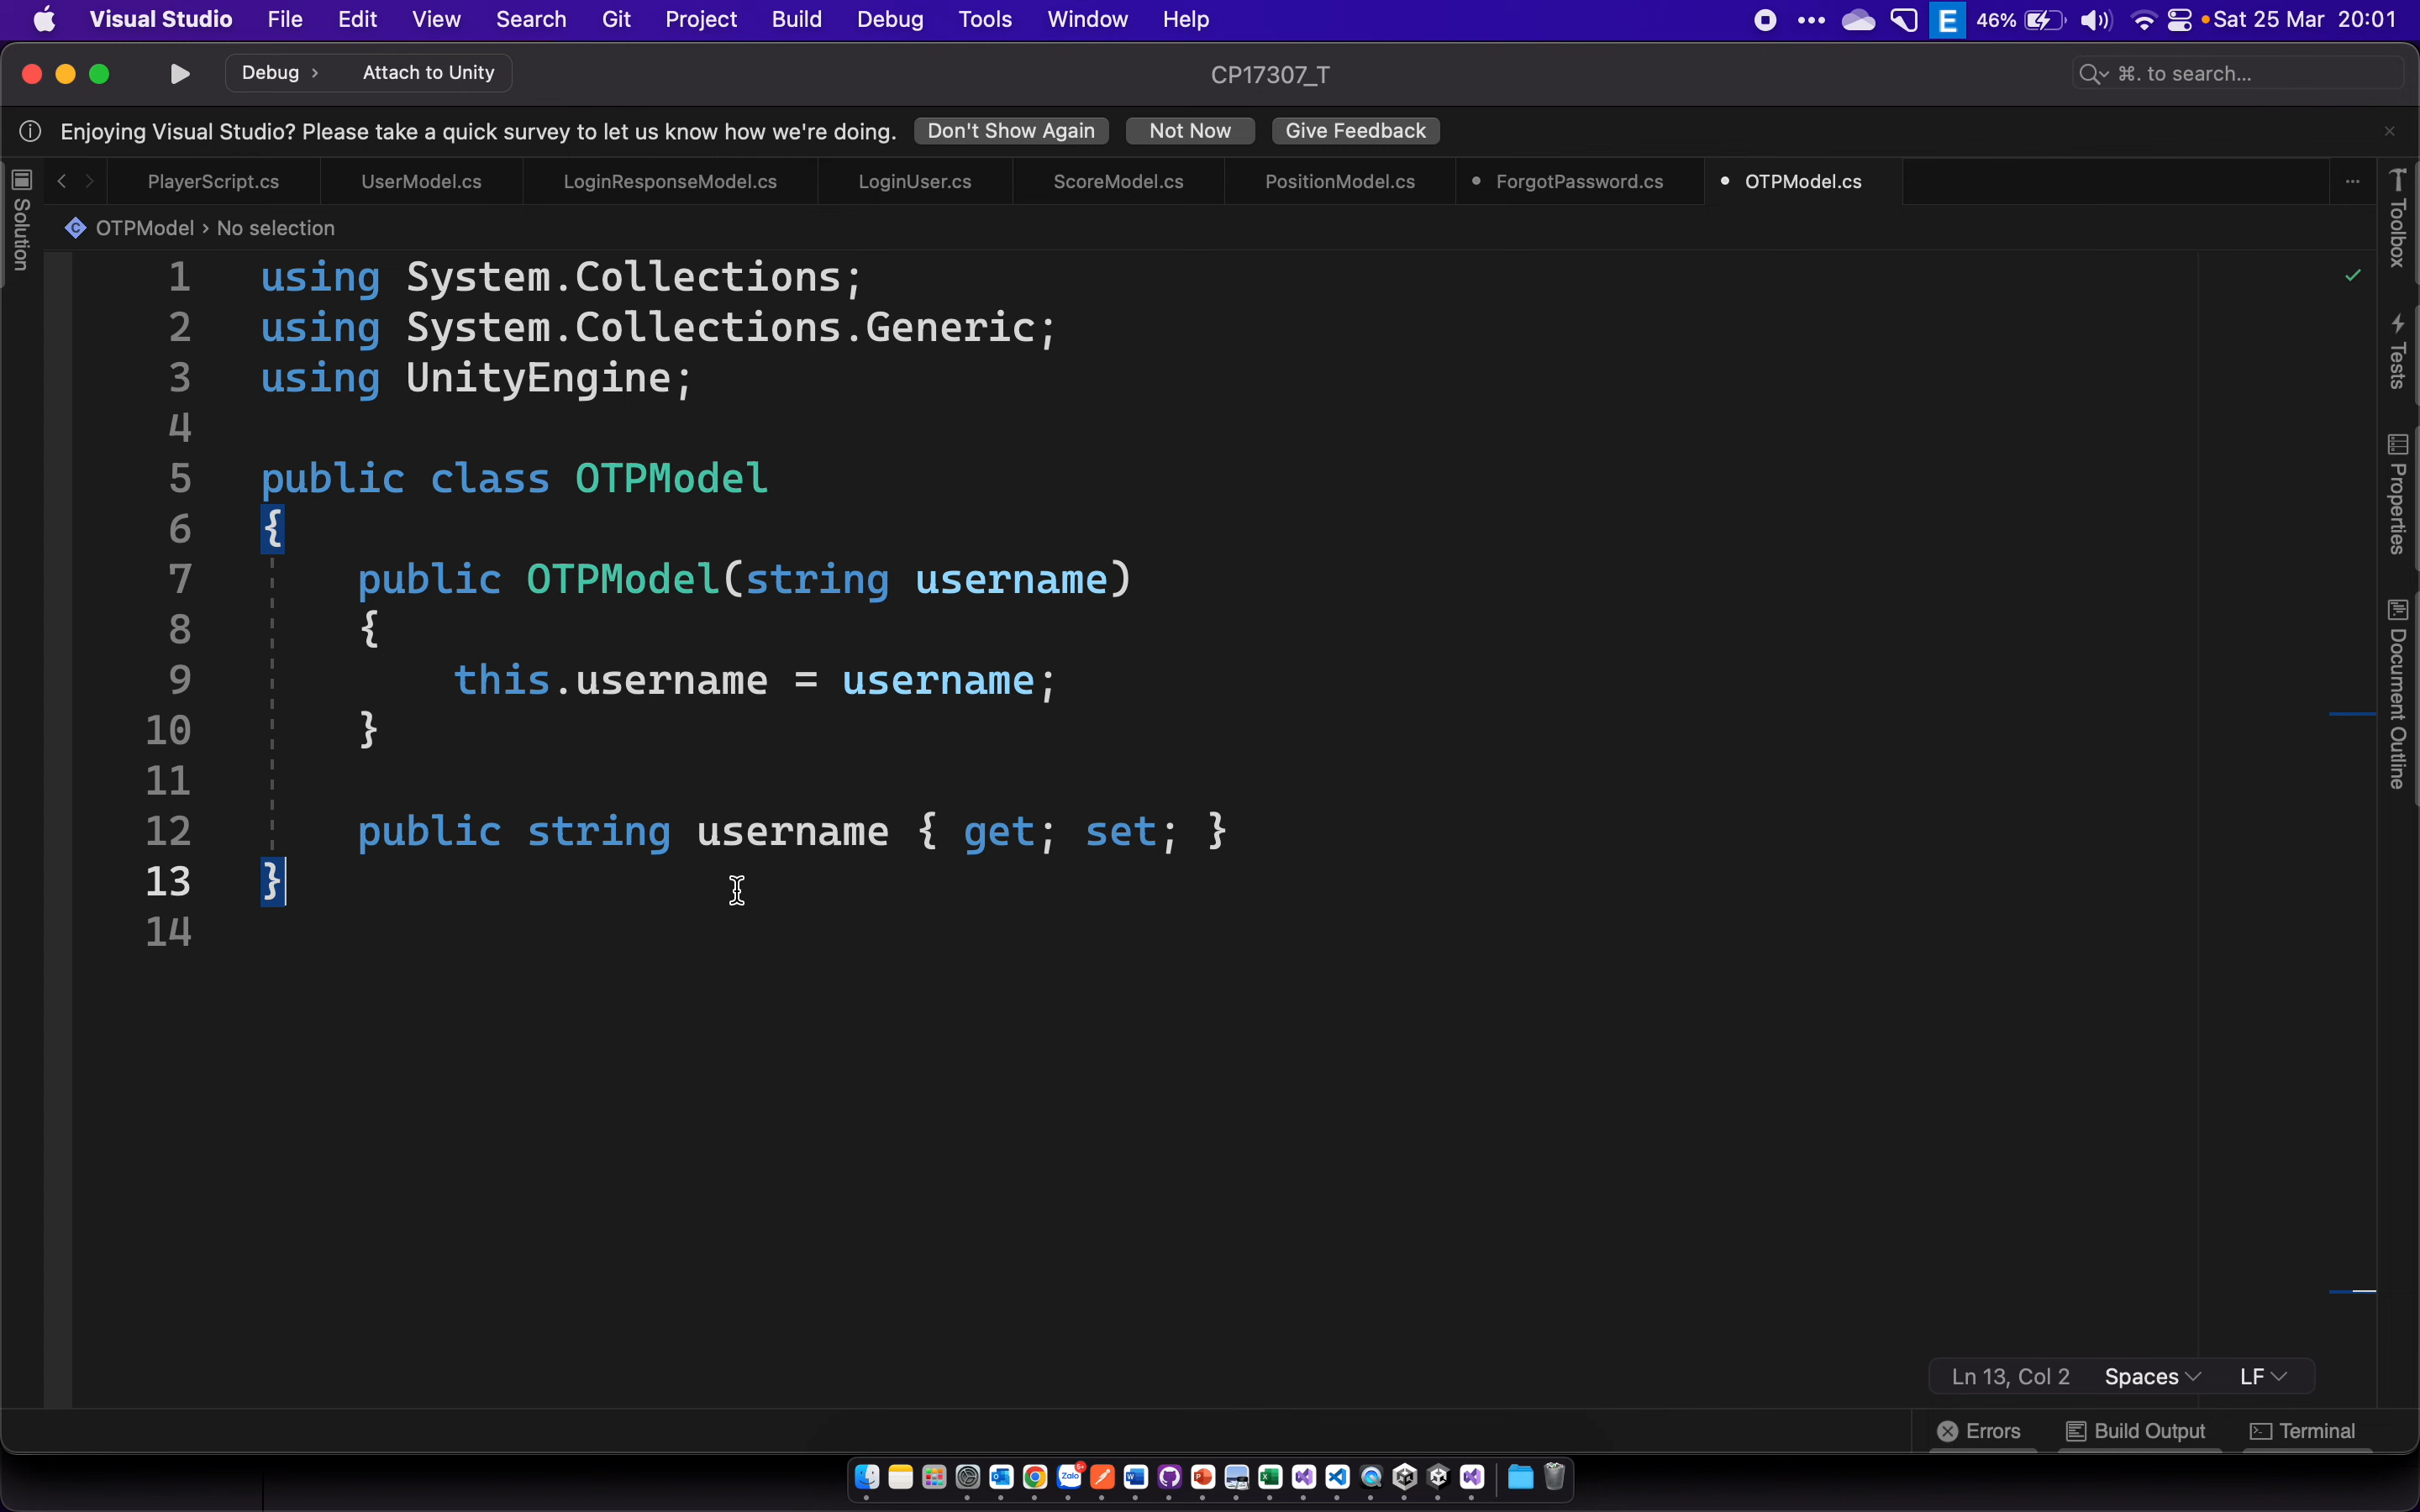 Visual Studio File Edit View Search Git Project Build Debug Tools Window Help E 46% Sat 25 Mar 20:01
Debug › Attach to Unity CP17307_T ⌘. to search...
Enjoying Visual Studio? Please take a quick survey to let us know how we're doing. Don't Show Again Not Now Give Feedback
PlayerScript.cs UserModel.cs LoginResponseModel.cs LoginUser.cs ScoreModel.cs PositionModel.cs ForgotPassword.cs OTPModel.cs ...
OTPModel › No selection
Solution
Toolbox
Tests
Properties
Document Outline
1 using System.Collections;
2 using System.Collections.Generic;
3 using UnityEngine;
4
5 public class OTPModel
6 {
7 public OTPModel(string username)
8 {
9 this.username = username;
10 }
11
12 public string username { get; set; }
13 }
14
Ln 13, Col 2 Spaces LF
Errors Build Output Terminal
Zalo 5+